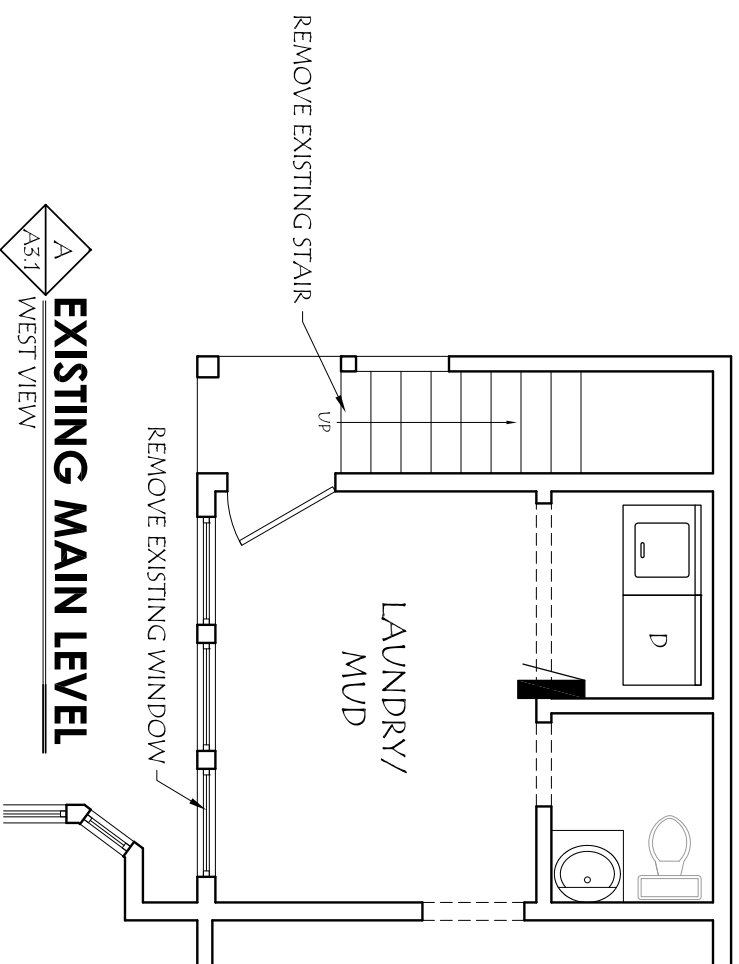 REMOVE EXISTING STAIR
UP
D
LAUNDRY/
MUD
REMOVE EXISTING WINDOW
A
A3.1
EXISTING MAIN LEVEL
WEST VIEW